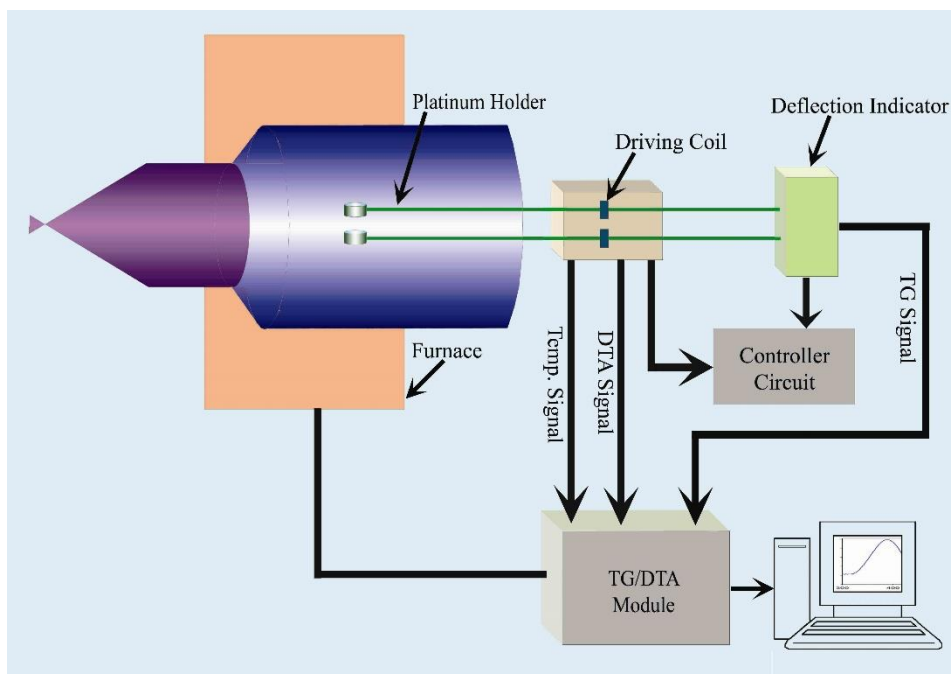 Platinum Holder
Deflection Indicator
Driving Coil
Furnace
Temp. Signal
DTA Signal
TG Signal
Controller
Circuit
TG/DTA
Module